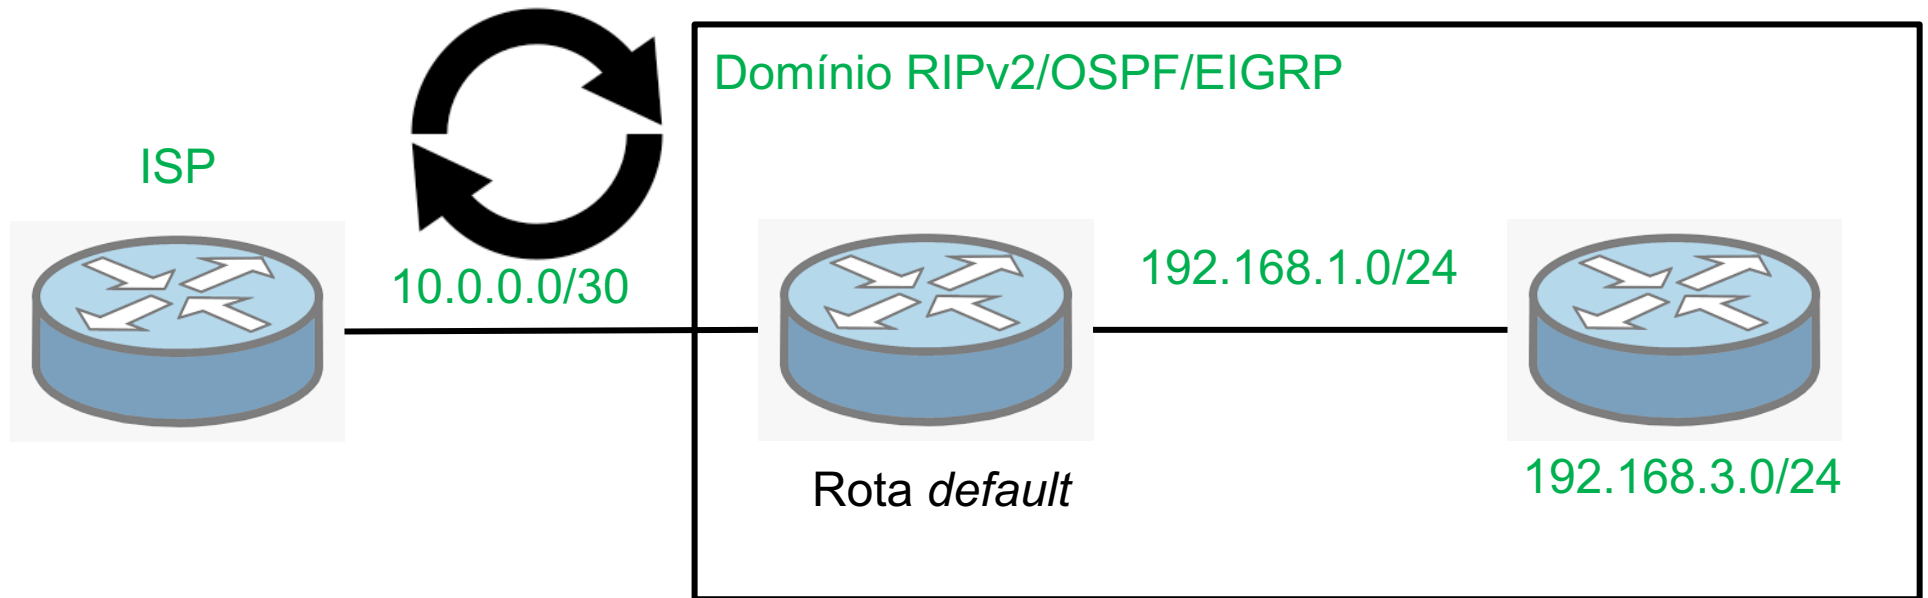 Domínio RIPv2/OSPF/EIGRP
ISP
10.0.0.0/30
192.168.1.0/24
Rota default
192.168.3.0/24